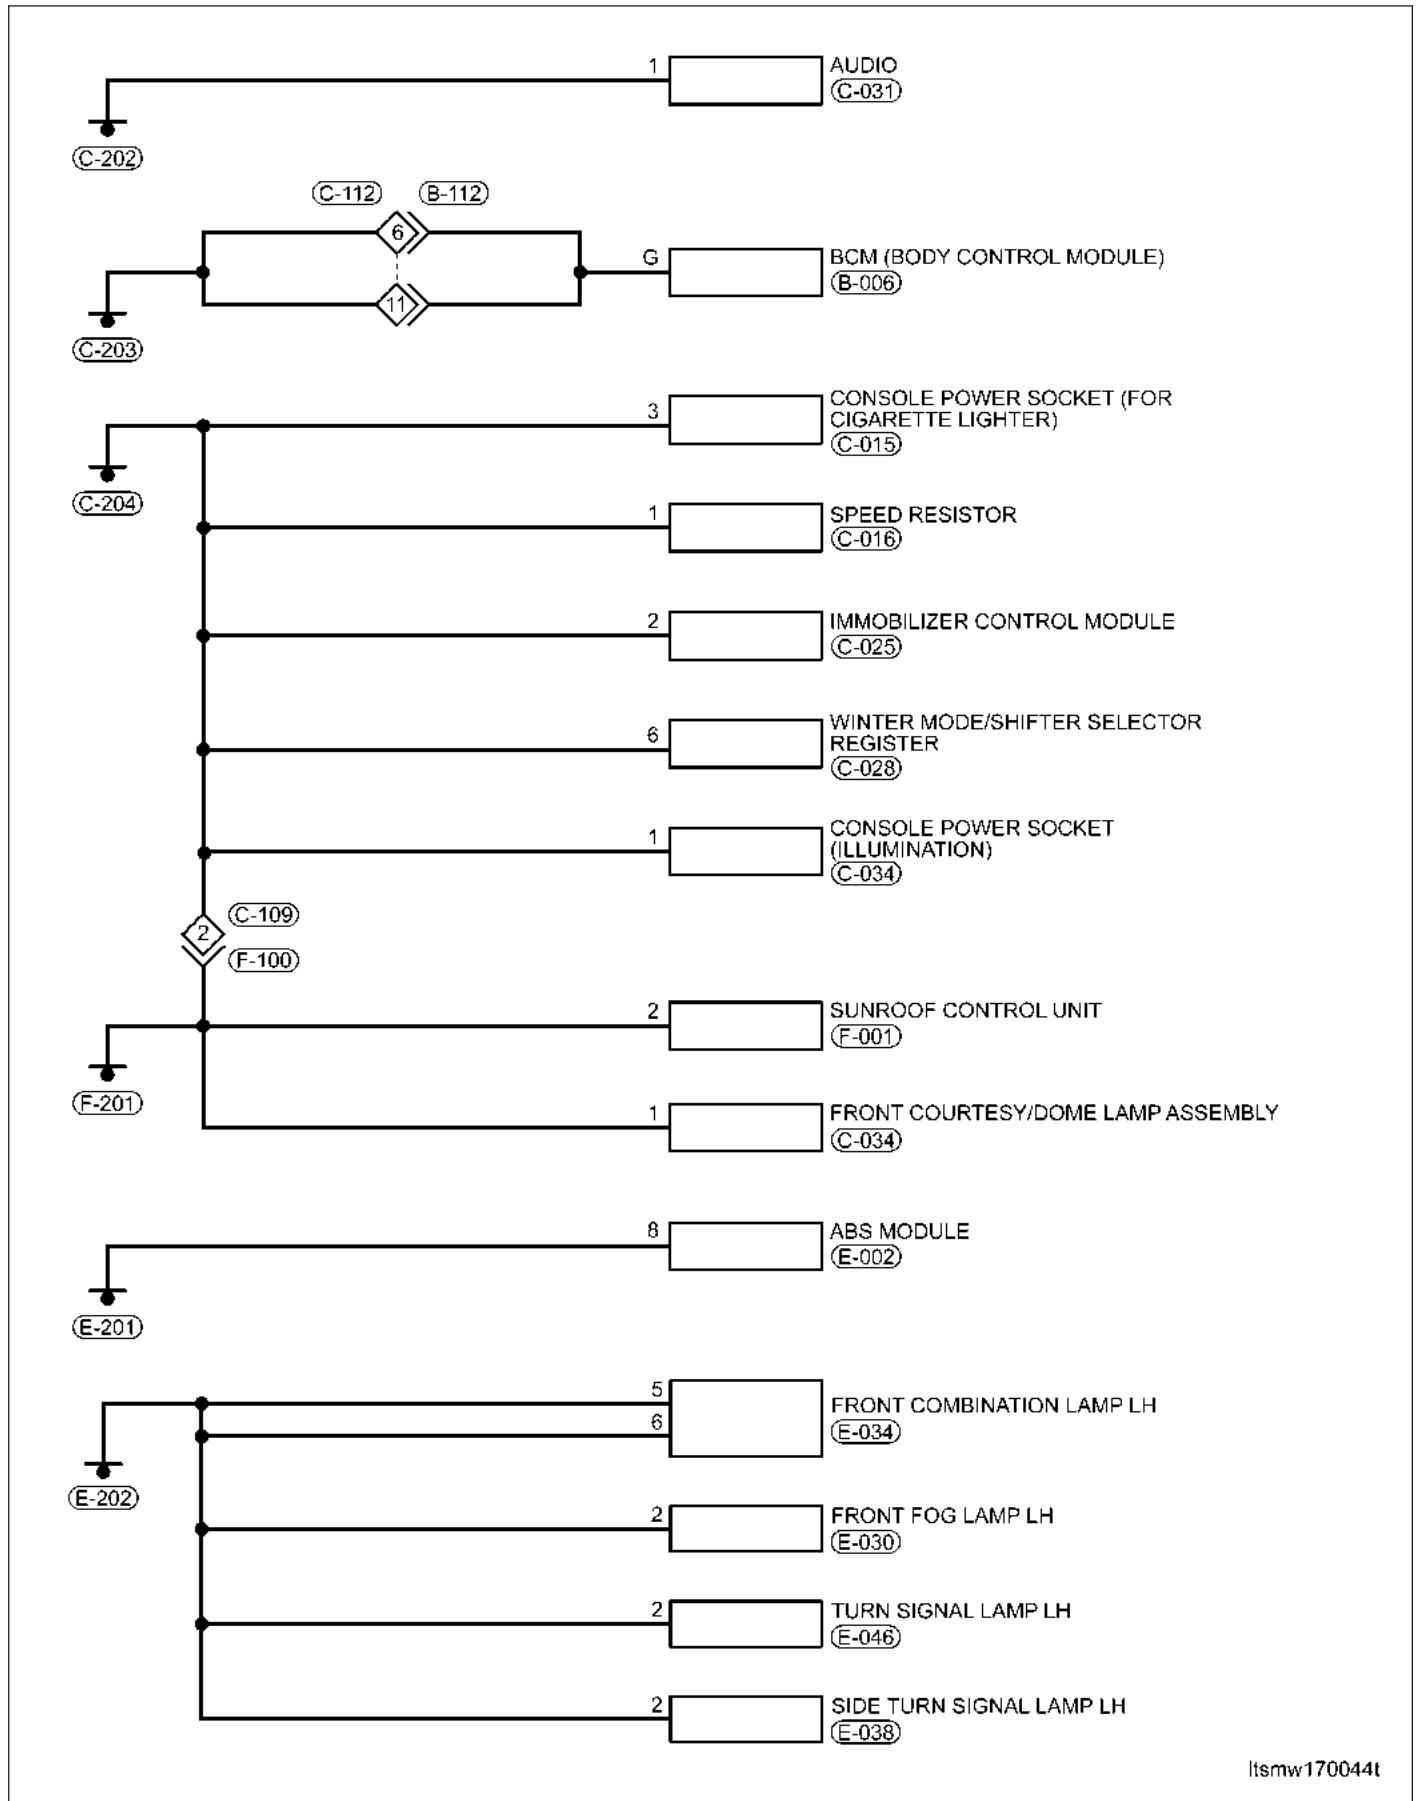 1
AUDIO
C-031
C-202
C-112
B-112
6
G
BCM (BODY CONTROL MODULE)
B-006
11
C-203
3
CONSOLE POWER SOCKET (FOR
CIGARETTE LIGHTER)
C-015
C-204
1
SPEED RESISTOR
C-016
2
IMMOBILIZER CONTROL MODULE
C-025
6
WINTER MODE/SHIFTER SELECTOR
REGISTER
C-028
1
CONSOLE POWER SOCKET
(ILLUMINATION)
C-034
C-109
2
F-100
2
SUNROOF CONTROL UNIT
F-001
F-201
1
FRONT COURTESY/DOME LAMP ASSEMBLY
C-034
8
ABS MODULE
E-002
E-201
5
6
FRONT COMBINATION LAMP LH
E-034
E-202
2
FRONT FOG LAMP LH
E-030
2
TURN SIGNAL LAMP LH
E-046
2
SIDE TURN SIGNAL LAMP LH
E-038
ltsmw170044t